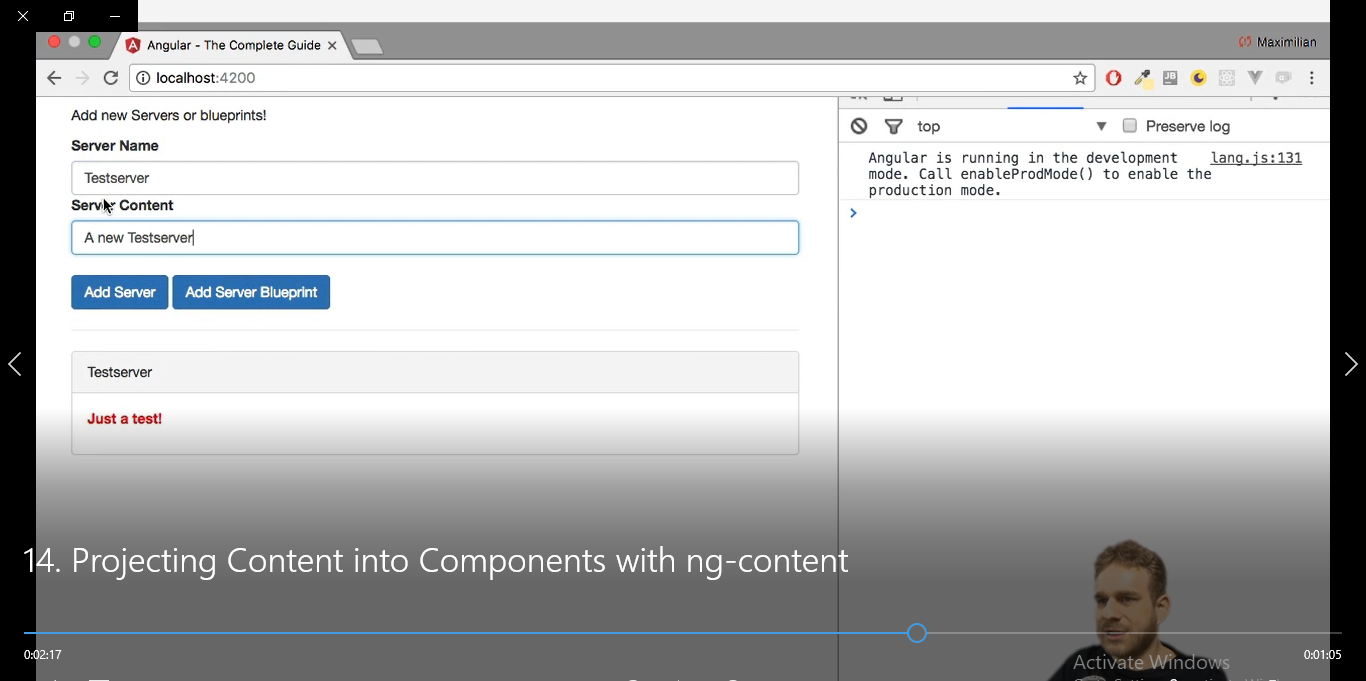 Angular - The Complete Guide
Maximilian
localhost:4200
JB
Add new Servers or blueprints!
Server Name
Testserver
Server Content
A new Testserver
Add Server Add Server Blueprint
Testserver
Just a test!
top
Preserve log
Angular is running in the development lang.js:131
mode. Call enableProdMode() to enable the
production mode.
14. Projecting Content into Components with ng-content
0:02:17
0:01:05
Activate Windows